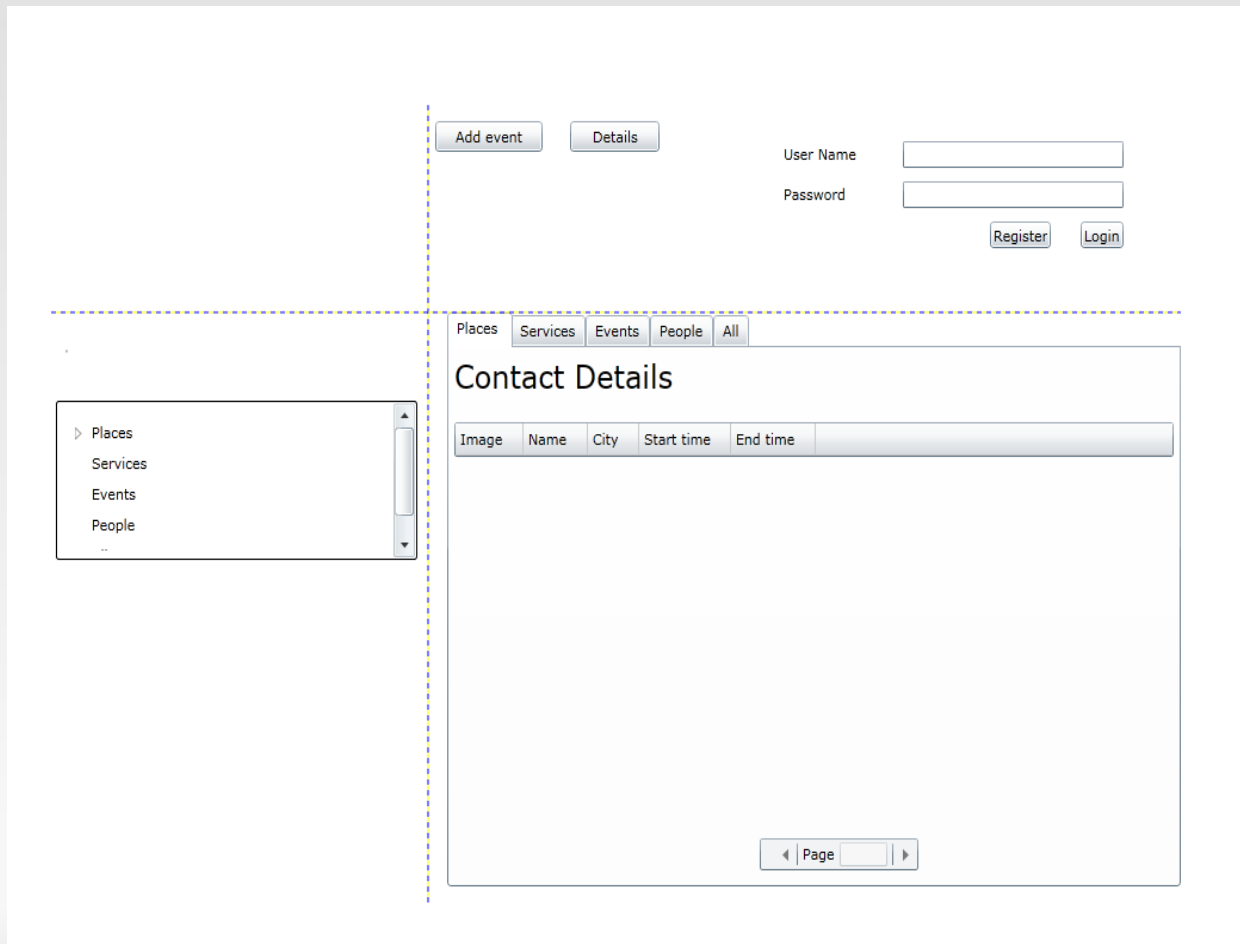 Add event Details
User Name
Password
Register Login
Places Services Events People All
Contact Details
Image Name City Start time End time
Places
Services
Events
People
Page